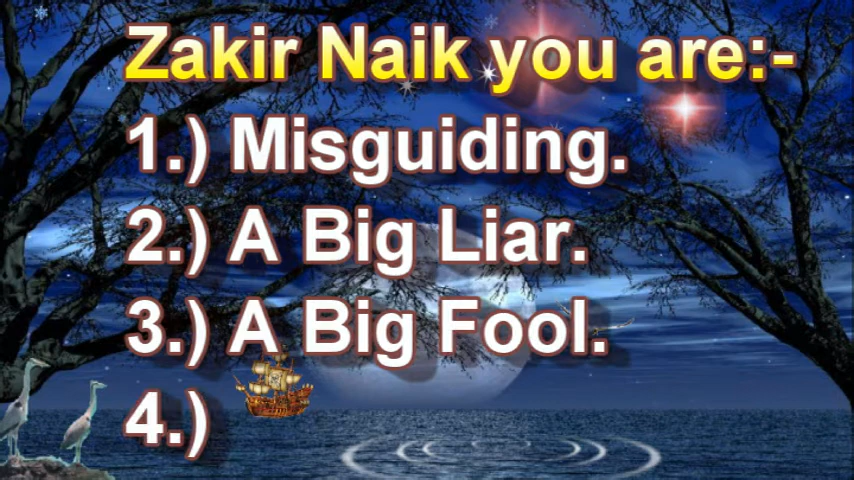 Zakir Naik you are:-
1.) Misguiding.
2.) A Big Liar.
3.) A Big Fool.
4.)